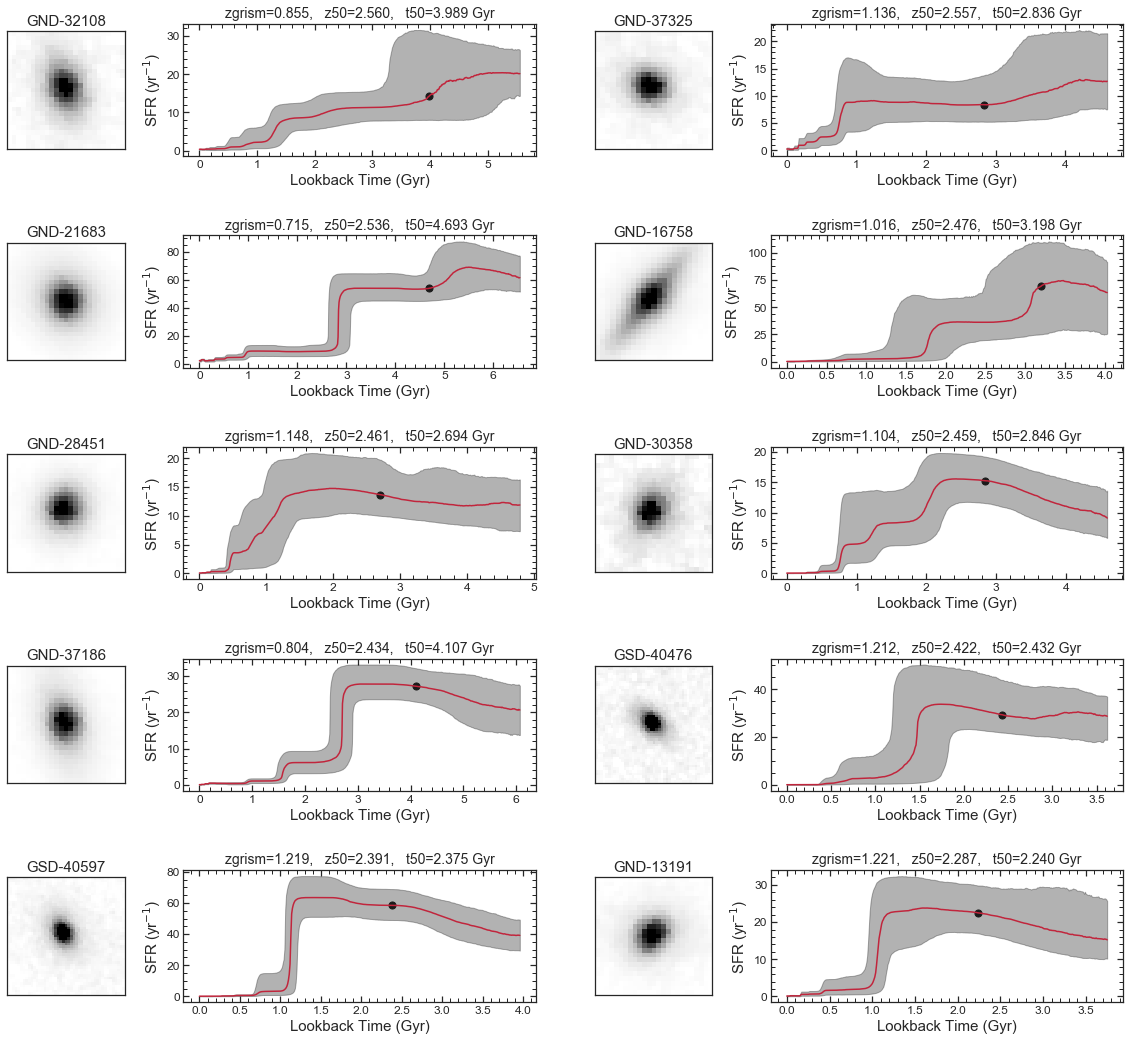 GND-32108
zgrism=0.855, z50=2.560, t50=3.989 Gyr
SFR (yr⁻¹)
30
20
10
0
0 1 2 3 4 5
Lookback Time (Gyr)
GND-37325
zgrism=1.136, z50=2.557, t50=2.836 Gyr
SFR (yr⁻¹)
20
15
10
5
0
0 1 2 3 4
Lookback Time (Gyr)
GND-21683
zgrism=0.715, z50=2.536, t50=4.693 Gyr
SFR (yr⁻¹)
80
60
40
20
0
0 1 2 3 4 5 6
Lookback Time (Gyr)
GND-16758
zgrism=1.016, z50=2.476, t50=3.198 Gyr
SFR (yr⁻¹)
100
75
50
25
0
0.0 0.5 1.0 1.5 2.0 2.5 3.0 3.5 4.0
Lookback Time (Gyr)
GND-28451
zgrism=1.148, z50=2.461, t50=2.694 Gyr
SFR (yr⁻¹)
20
15
10
5
0
0 1 2 3 4 5
Lookback Time (Gyr)
GND-30358
zgrism=1.104, z50=2.459, t50=2.846 Gyr
SFR (yr⁻¹)
20
15
10
5
0
0 1 2 3 4
Lookback Time (Gyr)
GND-37186
zgrism=0.804, z50=2.434, t50=4.107 Gyr
SFR (yr⁻¹)
30
20
10
0
0 1 2 3 4 5 6
Lookback Time (Gyr)
GSD-40476
zgrism=1.212, z50=2.422, t50=2.432 Gyr
SFR (yr⁻¹)
40
20
0
0.0 0.5 1.0 1.5 2.0 2.5 3.0 3.5
Lookback Time (Gyr)
GSD-40597
zgrism=1.219, z50=2.391, t50=2.375 Gyr
SFR (yr⁻¹)
80
60
40
20
0
0.0 0.5 1.0 1.5 2.0 2.5 3.0 3.5 4.0
Lookback Time (Gyr)
GND-13191
zgrism=1.221, z50=2.287, t50=2.240 Gyr
SFR (yr⁻¹)
30
20
10
0
0.0 0.5 1.0 1.5 2.0 2.5 3.0 3.5
Lookback Time (Gyr)